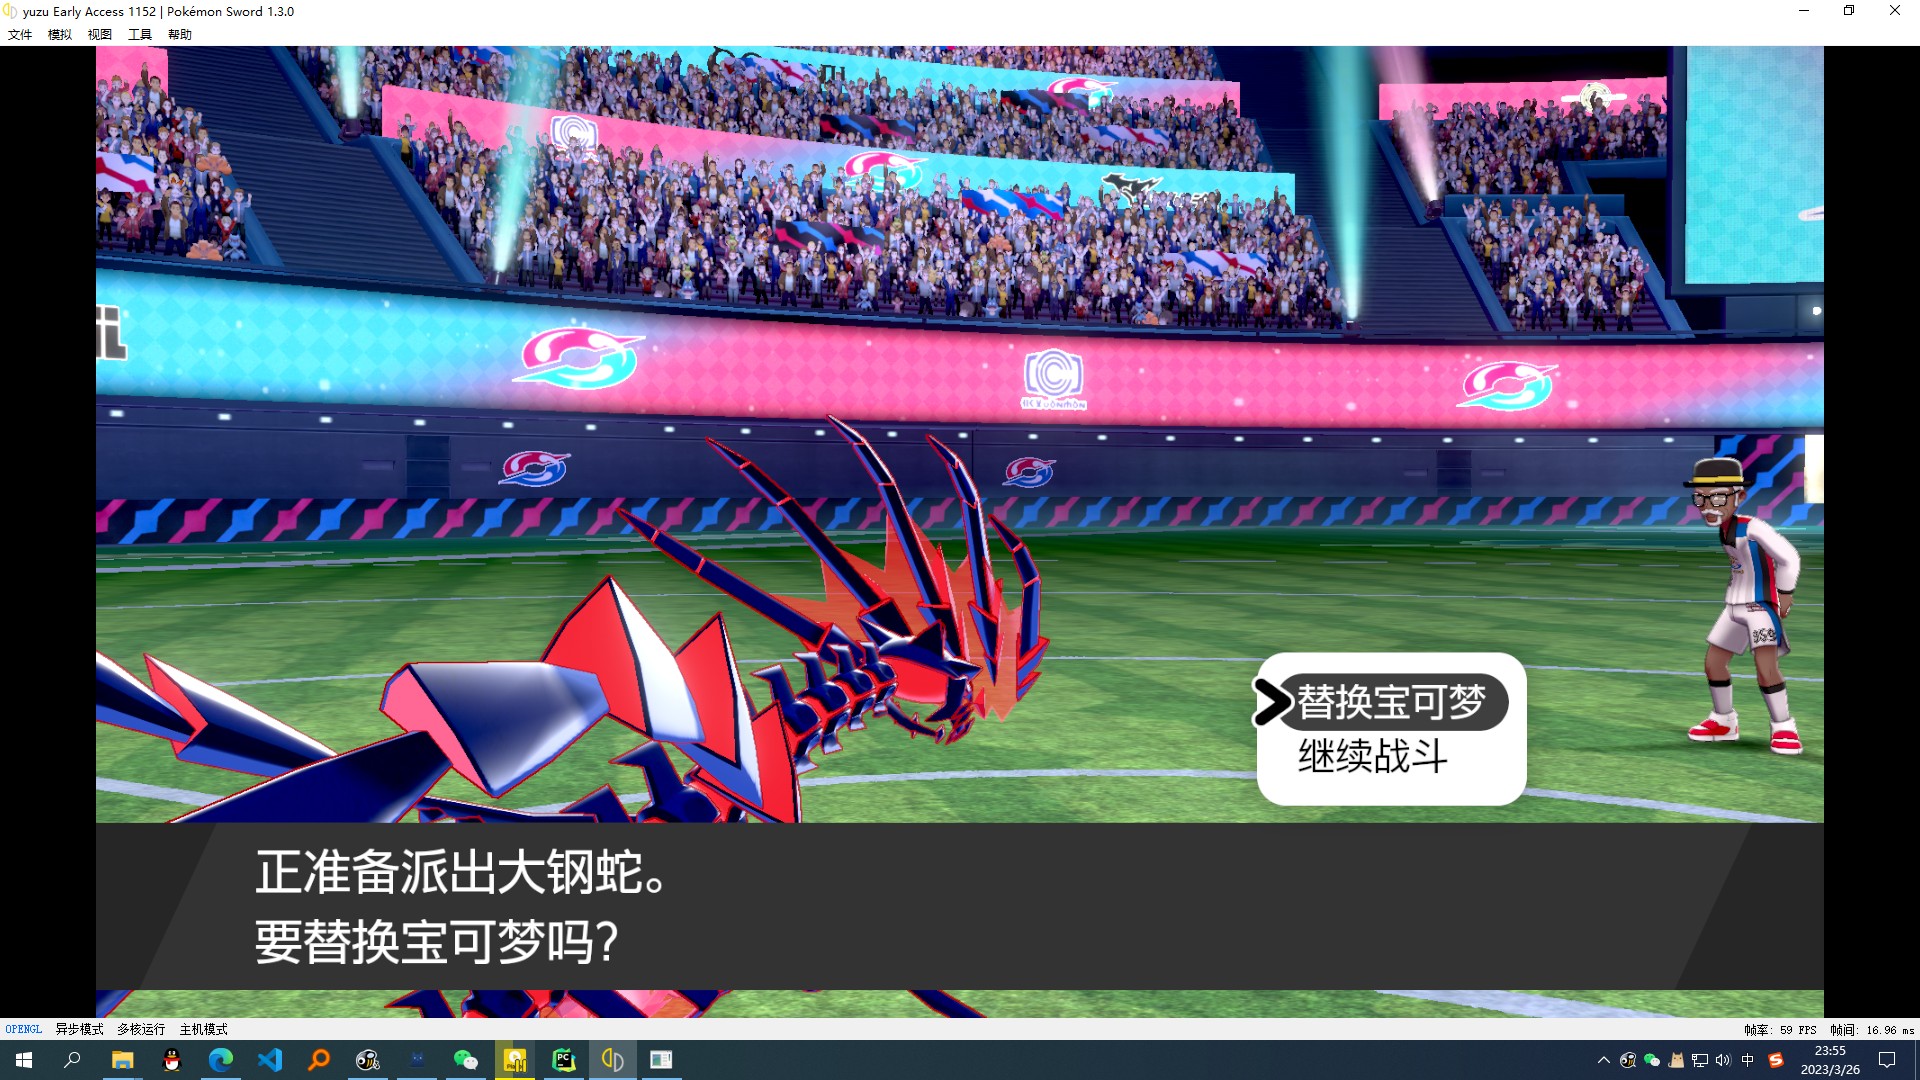 yuzu Early Access 1152 | Pokémon Sword 1.3.0
文件 模拟 视图 工具 帮助
替换宝可梦
继续战斗
正准备派出大钢蛇。
要替换宝可梦吗?
OPENGL 异步模式 多核运行 主机模式
帧率: 59 FPS 帧间: 16.96 ms
中
23:55
2023/3/26